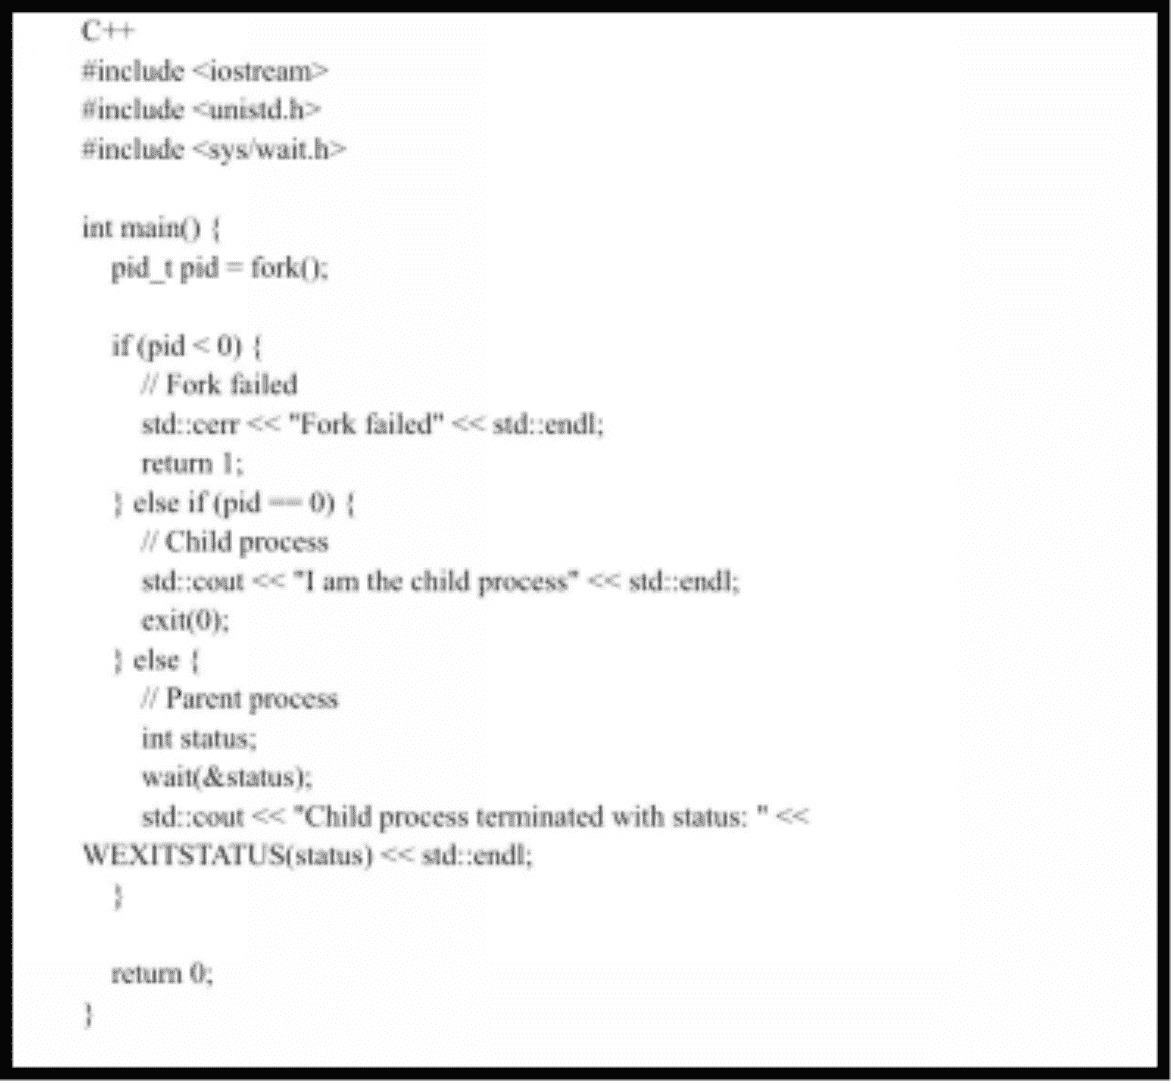 C++
#include <iostream>
#include <unistd.h>
#include <sys/wait.h>
int main() {
pid_t pid = fork();
if (pid < 0) {
// Fork failed
std::cerr << "Fork failed" << std::endl;
return 1;
} else if (pid == 0) {
// Child process
std::cout << "I am the child process" << std::endl;
exit(0);
} else {
// Parent process
int status;
wait(&status);
std::cout << "Child process terminated with status: " <<
WEXITSTATUS(status) << std::endl;
}
return 0;
}